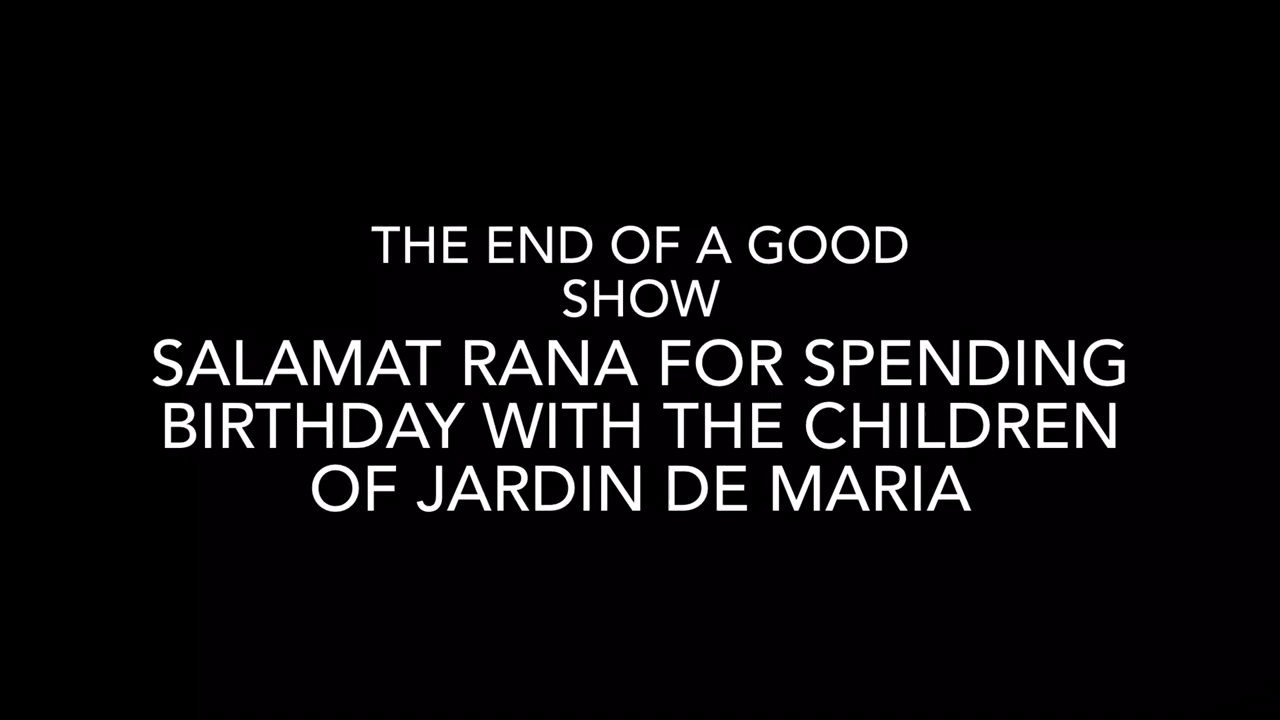 THE END OF A GOOD
SHOW
SALAMAT RANA FOR SPENDING
BIRTHDAY WITH THE CHILDREN
OF JARDIN DE MARIA